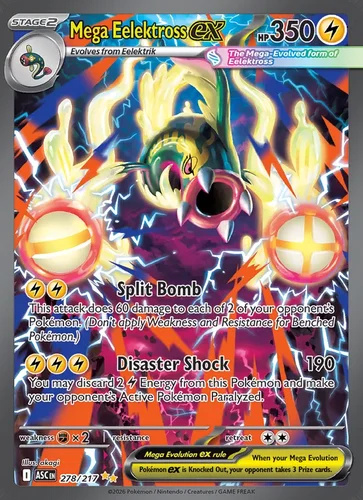 STAGE 2 Mega Eelektross ex HP 350
Evolves from Eelektrik
The Mega-Evolved form of
Eelektross
Split Bomb
This attack does 60 damage to each of 2 of your opponent's
Pokémon. (Don't apply Weakness and Resistance for Benched
Pokémon.)
Disaster Shock 190
You may discard 2 Energy from this Pokémon and make
your opponent's Active Pokémon Paralyzed.
weakness × 2 resistance retreat
Illus. akagi
I ASC EN 278/217
Mega Evolution ex rule
When your Mega Evolution
Pokémon ex is Knocked Out, your opponent takes 3 Prize cards.
©2026 Pokémon / Nintendo / Creatures / GAME FREAK